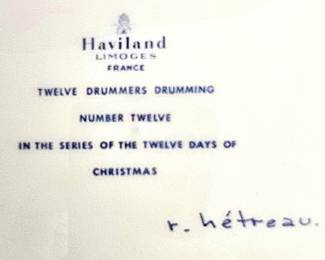 Haviland
LIMOGES
FRANCE
TWELVE DRUMMERS DRUMMING
NUMBER TWELVE
IN THE SERIES OF THE TWELVE DAYS OF
CHRISTMAS
r. hétreau.